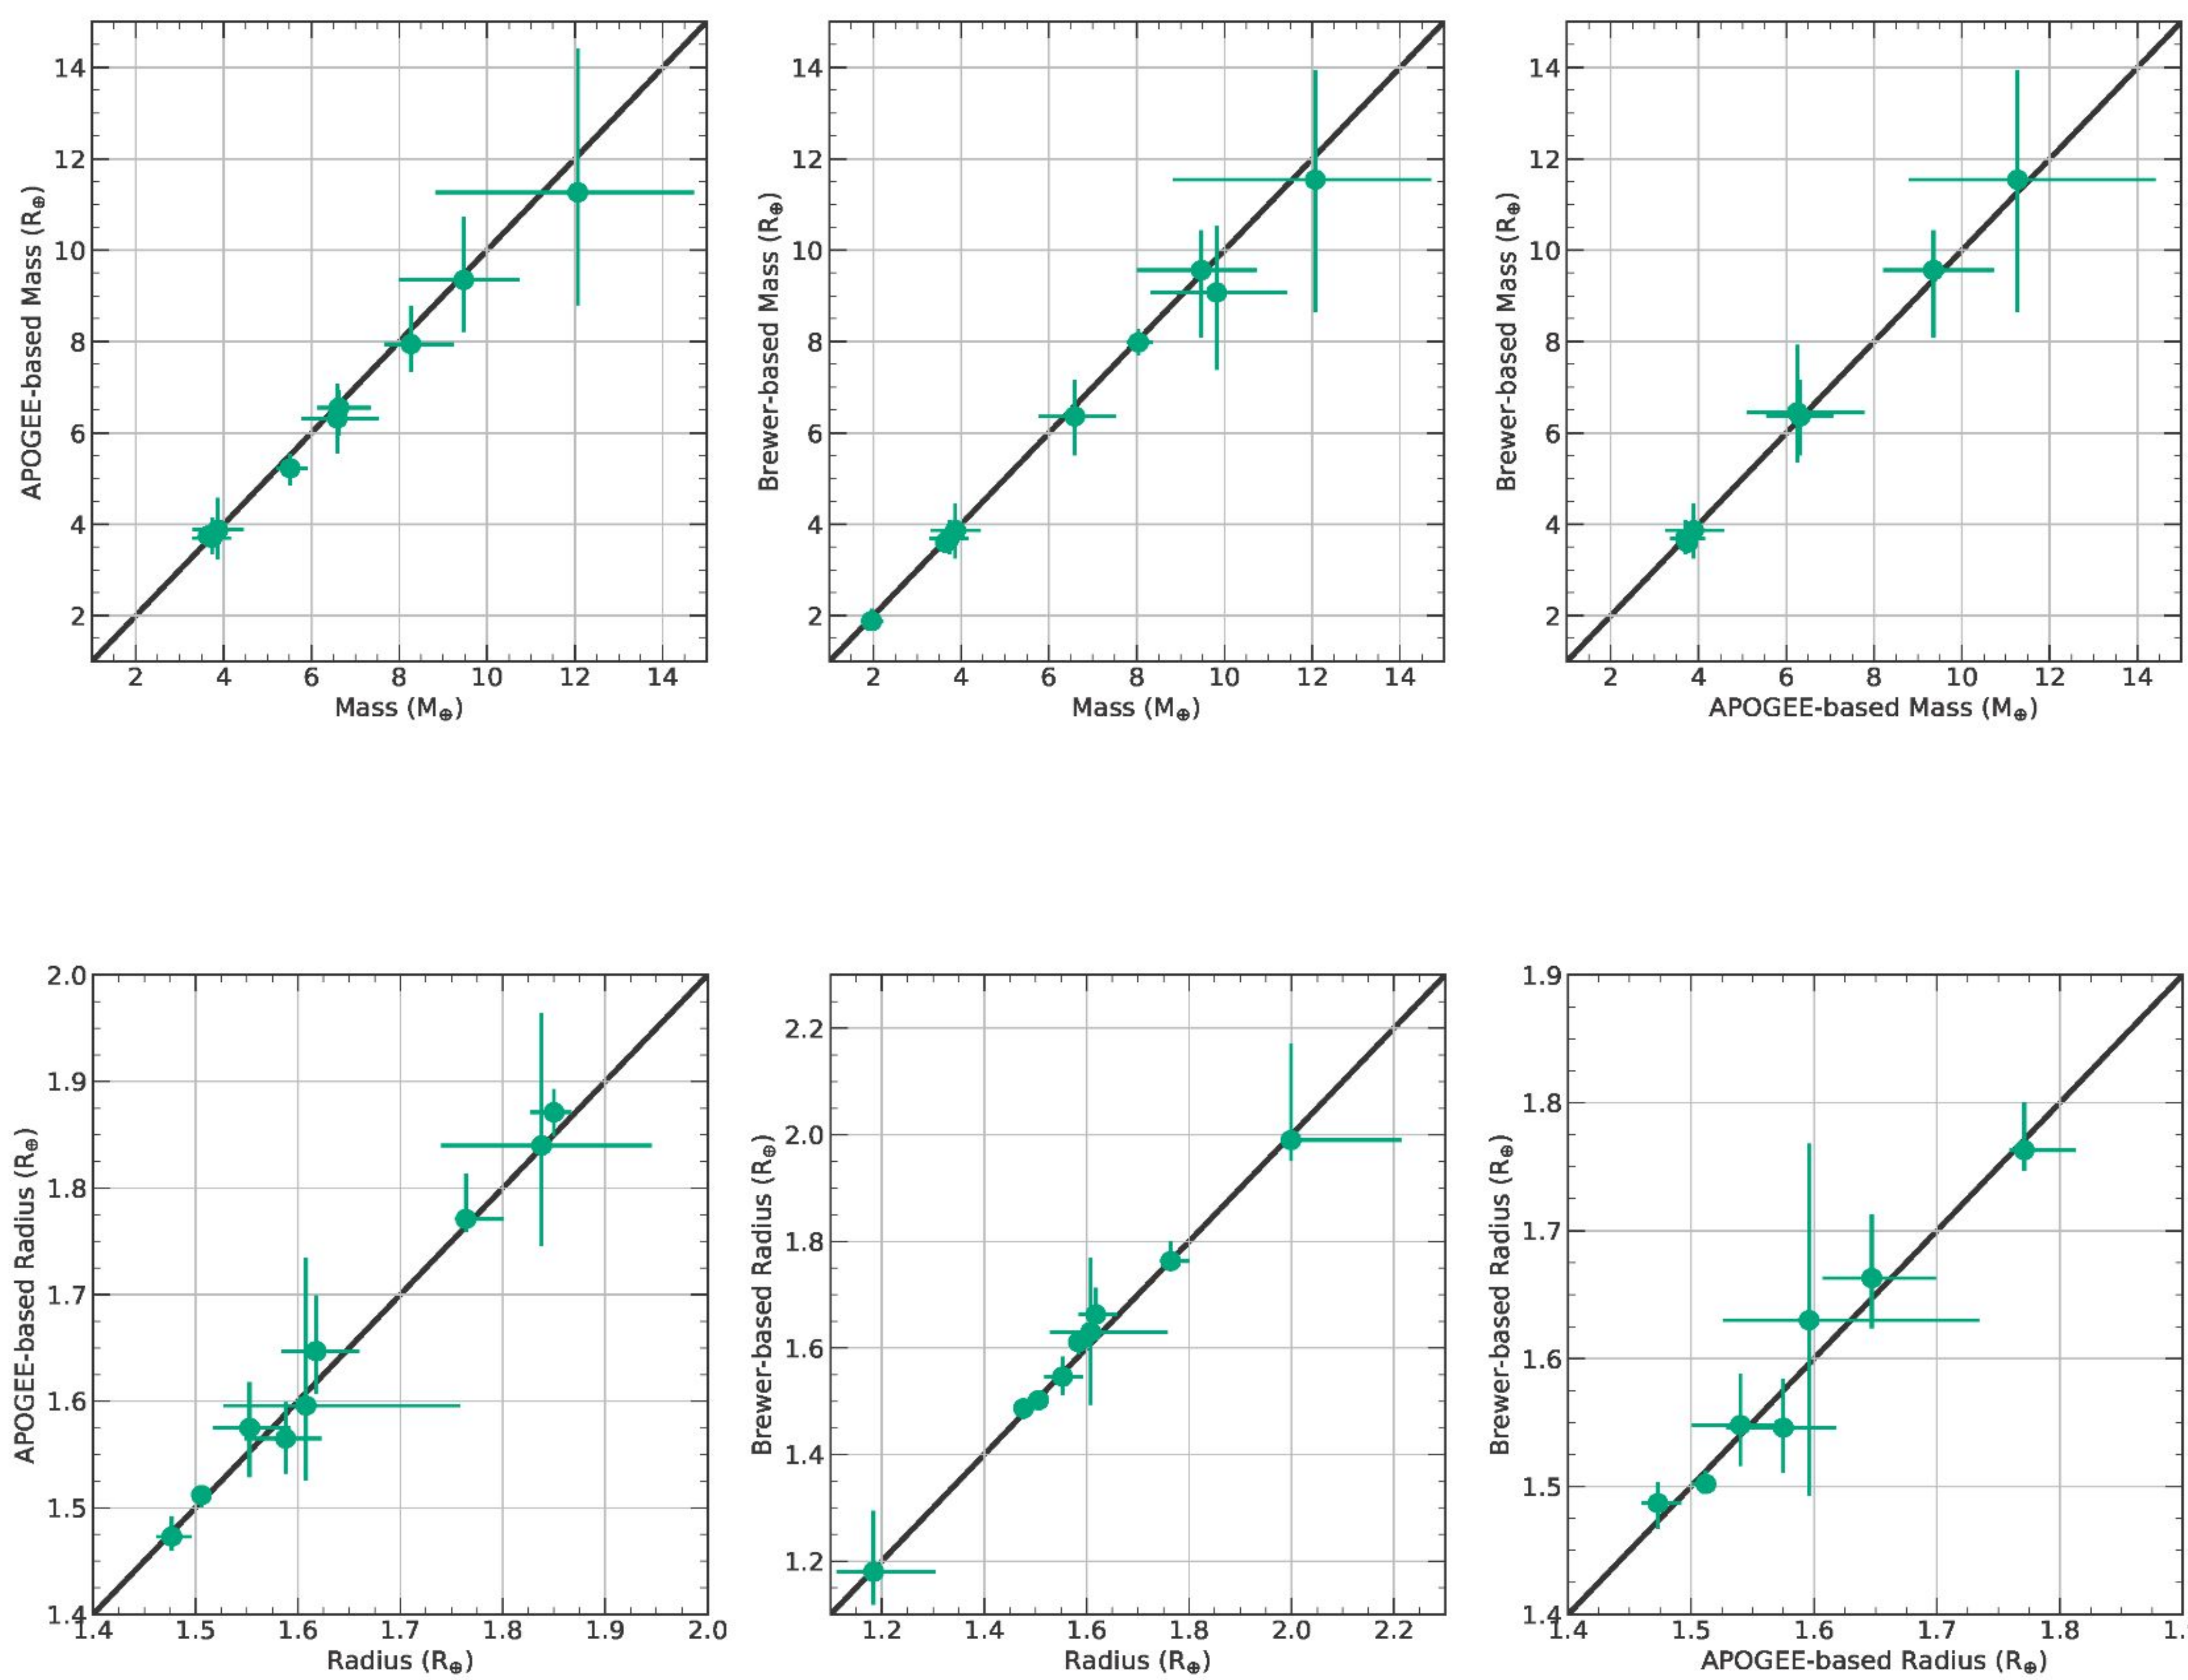 APOGEE-based Mass (R⊕)
14
12
10
8
6
4
2
2 4 6 8 10 12 14
Mass (M⊕)
Brewer-based Mass (R⊕)
14
12
10
8
6
4
2
2 4 6 8 10 12 14
Mass (M⊕)
Brewer-based Mass (R⊕)
14
12
10
8
6
4
2
2 4 6 8 10 12 14
APOGEE-based Mass (M⊕)
APOGEE-based Radius (R⊕)
2.0
1.9
1.8
1.7
1.6
1.5
1.4
1.4 1.5 1.6 1.7 1.8 1.9 2.0
Radius (R⊕)
Brewer-based Radius (R⊕)
2.2
2.0
1.8
1.6
1.4
1.2
1.2 1.4 1.6 1.8 2.0 2.2
Radius (R⊕)
Brewer-based Radius (R⊕)
1.9
1.8
1.7
1.6
1.5
1.4
1.4 1.5 1.6 1.7 1.8 1.
APOGEE-based Radius (R⊕)